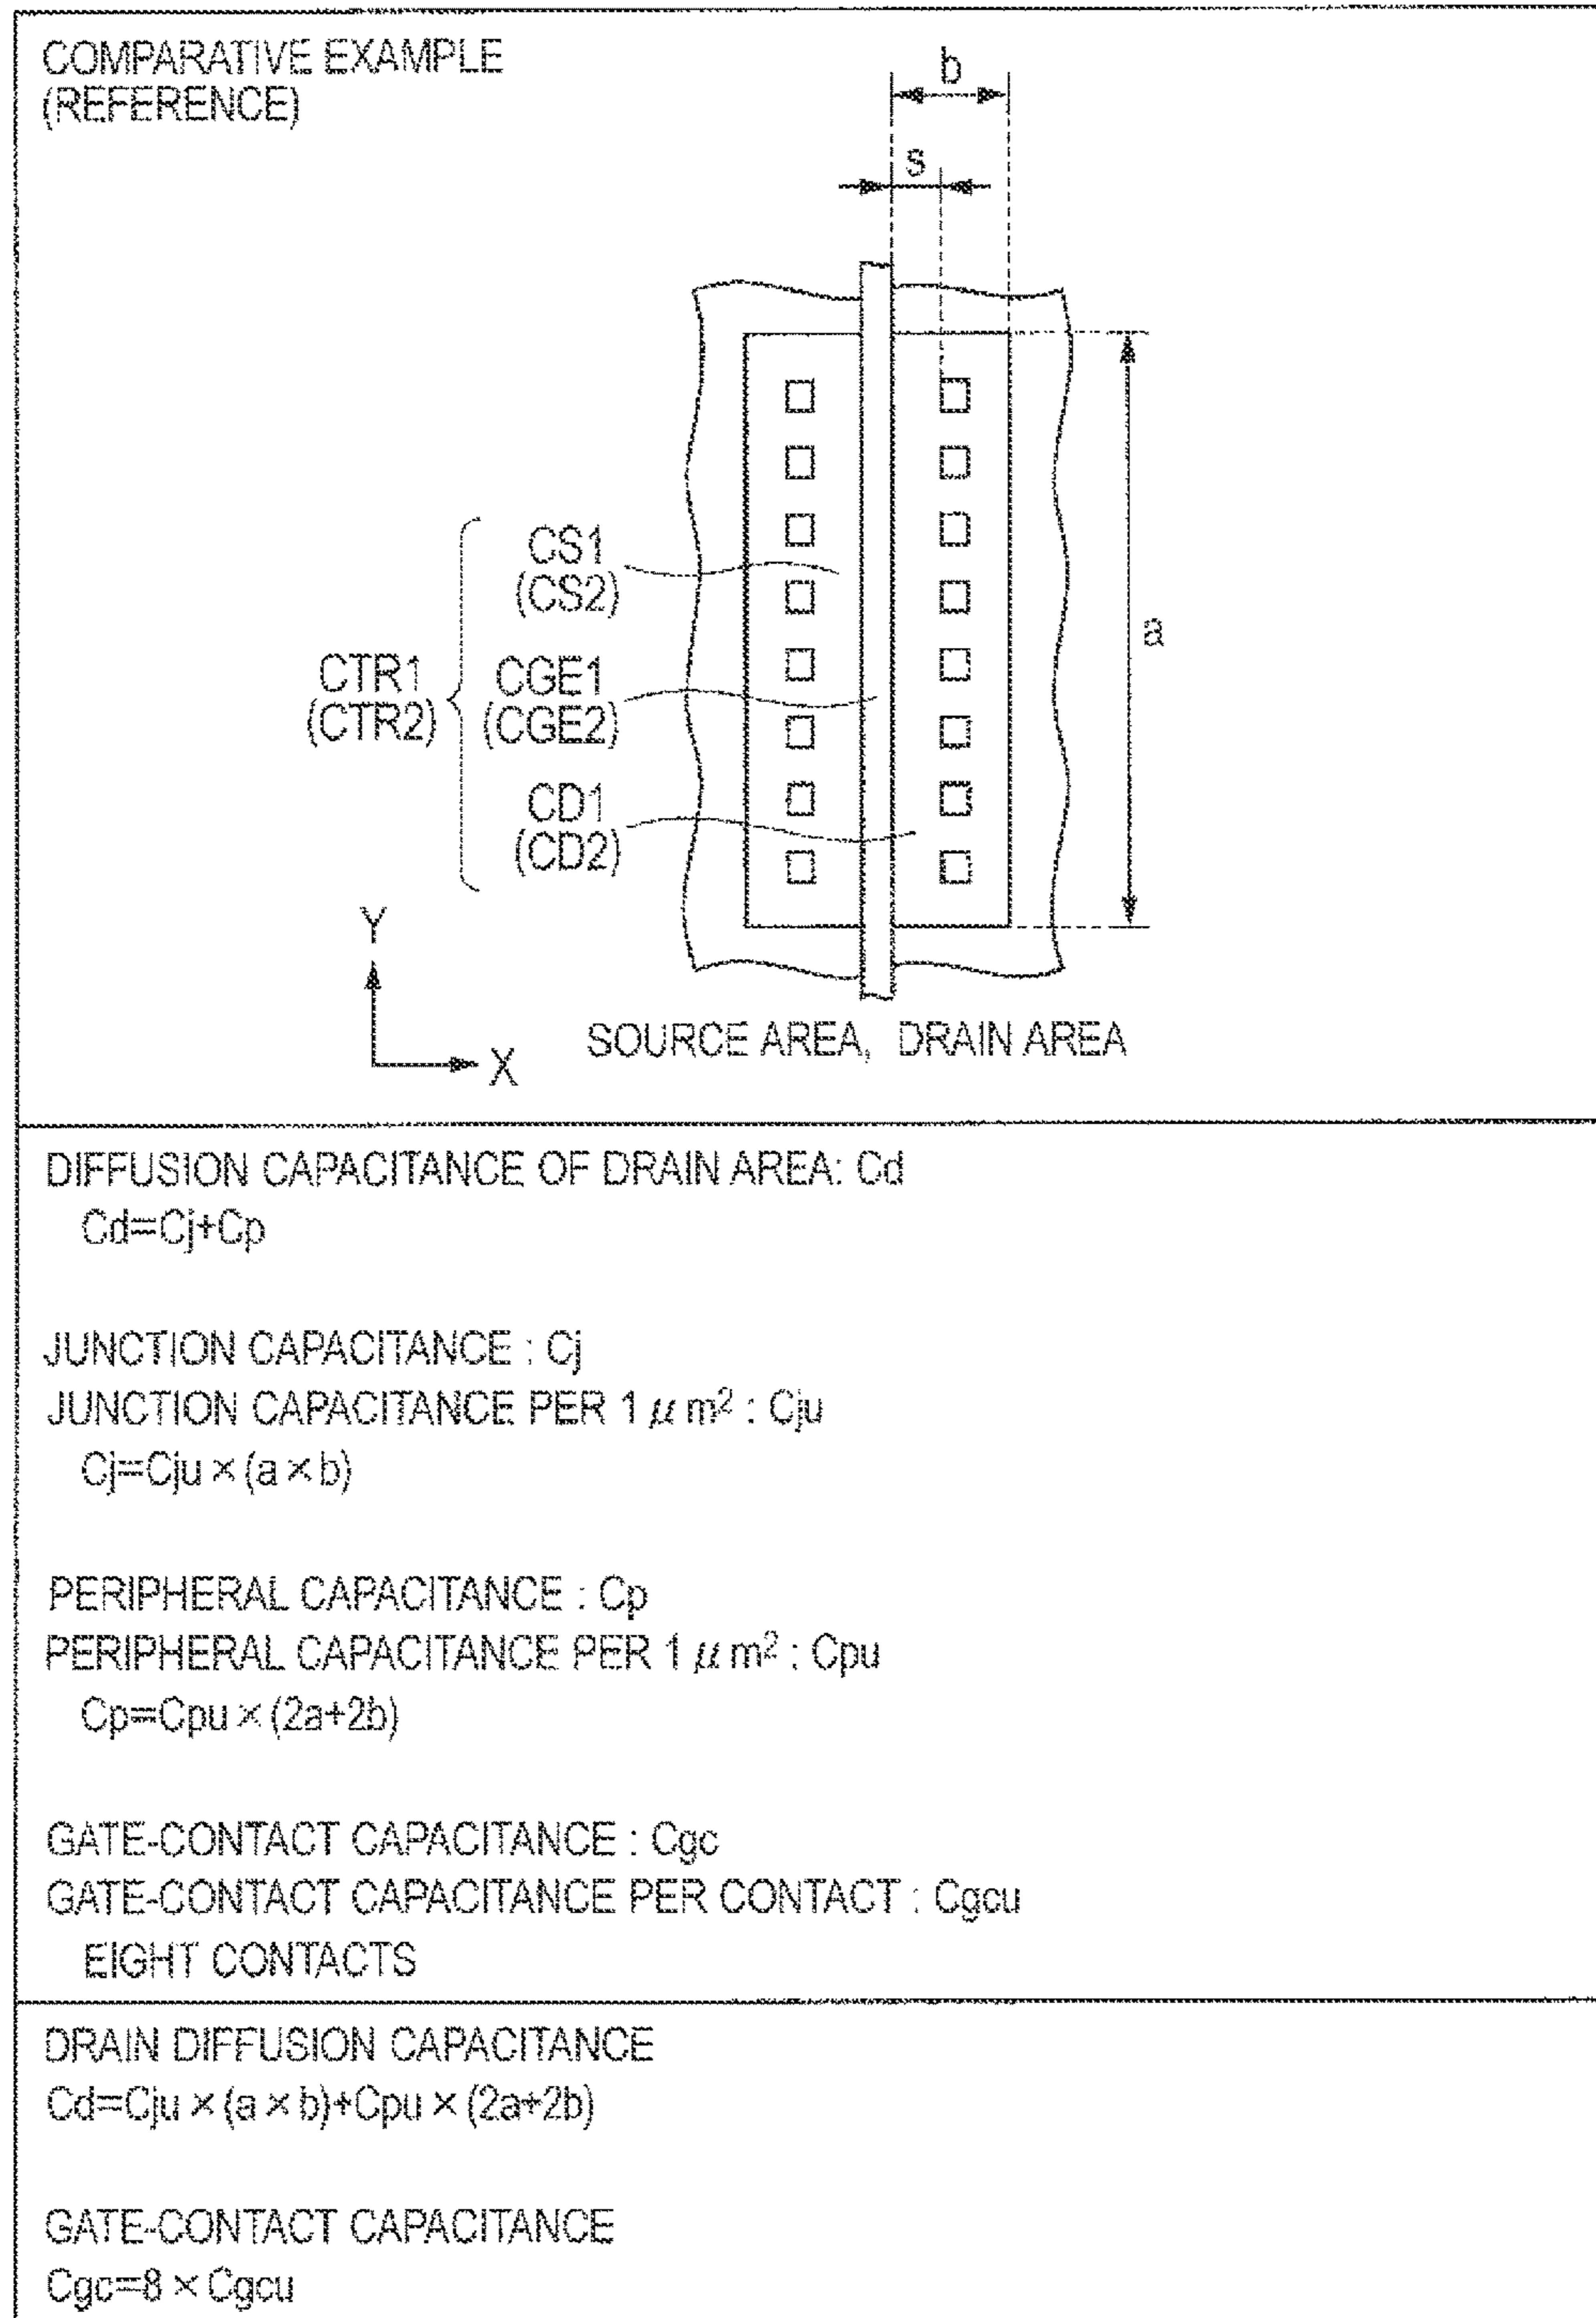 COMPARATIVE EXAMPLE
(REFERENCE)
b
s
a
CS1
(CS2)
CTR1
(CTR2)
CGE1
(CGE2)
CD1
(CD2)
Y
X
SOURCE AREA, DRAIN AREA
DIFFUSION CAPACITANCE OF DRAIN AREA: Cd
Cd=Cj+Cp
JUNCTION CAPACITANCE : Cj
JUNCTION CAPACITANCE PER 1 μm² : Cju
Cj=Cju × (a × b)
PERIPHERAL CAPACITANCE : Cp
PERIPHERAL CAPACITANCE PER 1 μm² : Cpu
Cp=Cpu × (2a+2b)
GATE-CONTACT CAPACITANCE : Cgc
GATE-CONTACT CAPACITANCE PER CONTACT : Cgcu
EIGHT CONTACTS
DRAIN DIFFUSION CAPACITANCE
Cd=Cju × (a × b)+Cpu × (2a+2b)
GATE-CONTACT CAPACITANCE
Cgc=8 × Cgcu